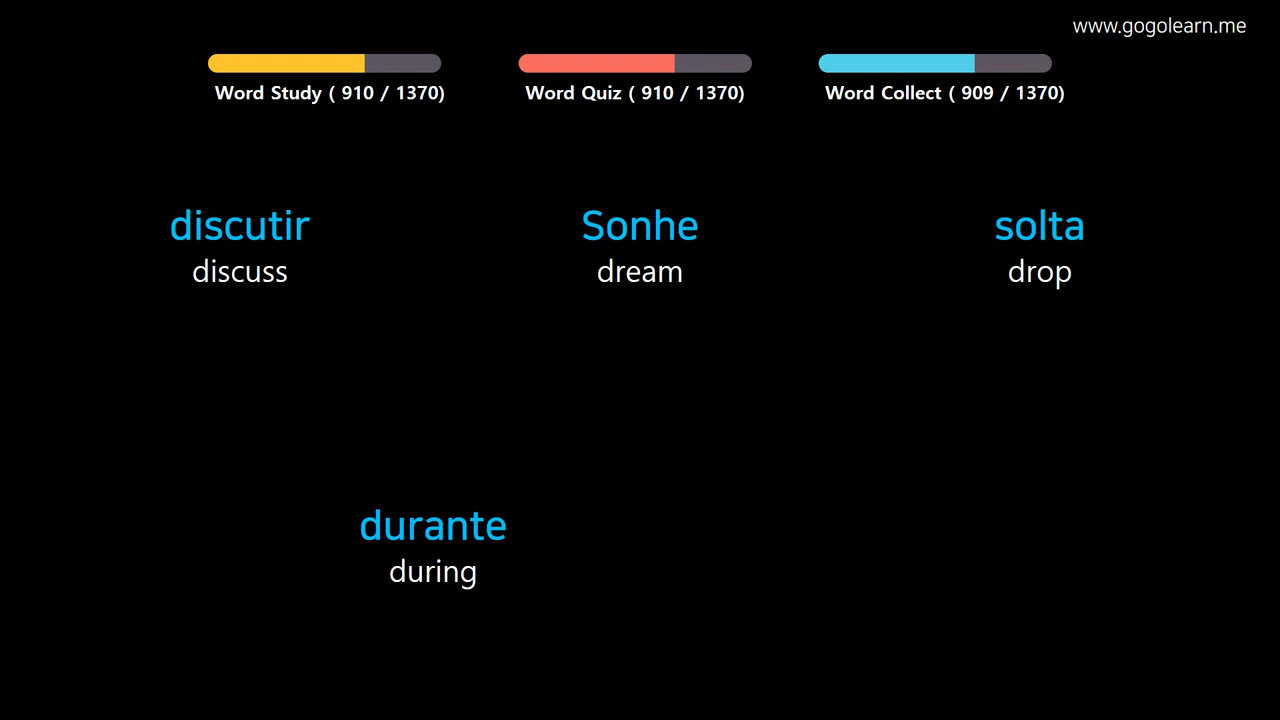 www.gogolearn.me
Word Study ( 910 / 1370)
Word Quiz ( 910 / 1370)
Word Collect ( 909 / 1370)
discutir
discuss
Sonhe
dream
solta
drop
durante
during